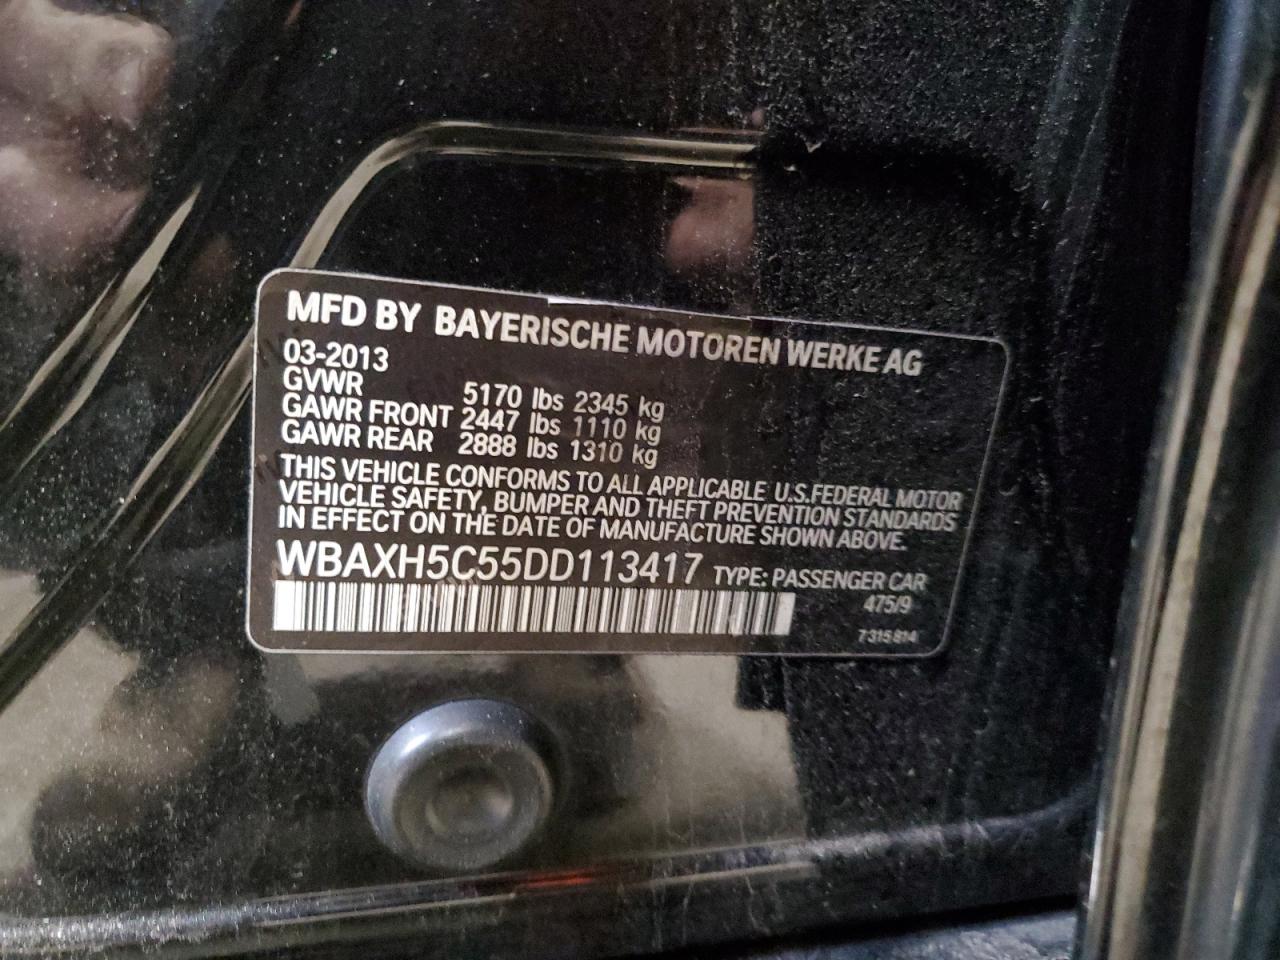 MFD BY BAYERISCHE MOTOREN WERKE AG
03-2013
GVWR 5170 lbs 2345 kg
GAWR FRONT 2447 lbs 1110 kg
GAWR REAR 2888 lbs 1310 kg
THIS VEHICLE CONFORMS TO ALL APPLICABLE U.S.FEDERAL MOTOR
VEHICLE SAFETY, BUMPER AND THEFT PREVENTION STANDARDS
IN EFFECT ON THE DATE OF MANUFACTURE SHOWN ABOVE.
WBAXH5C55DD113417 TYPE: PASSENGER CAR
475/9
7315814